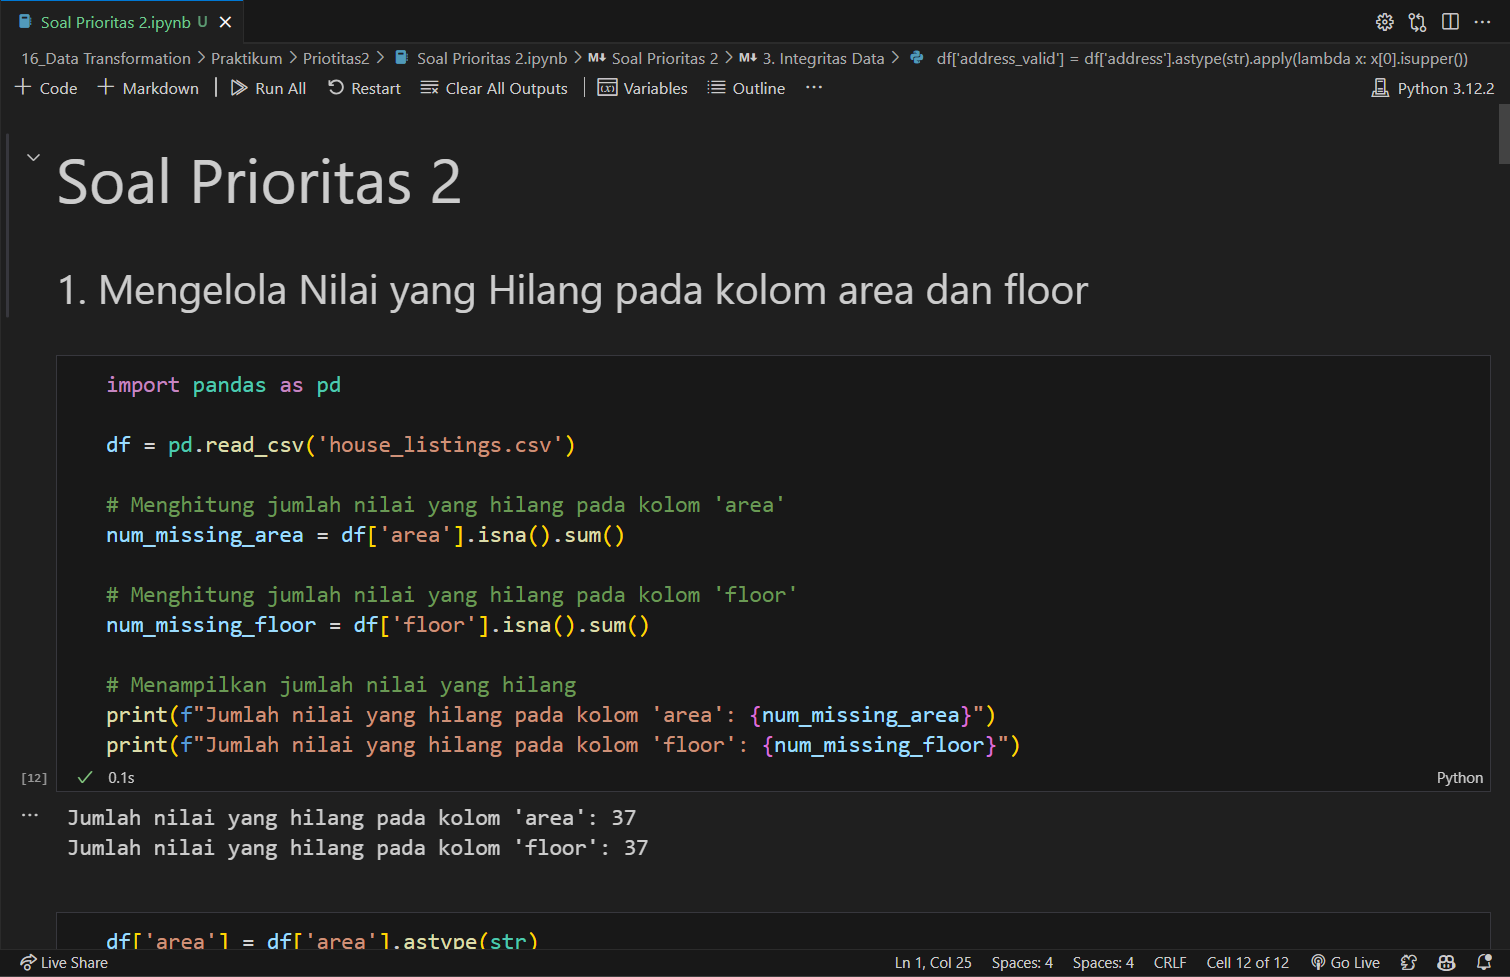 Soal Prioritas 2.ipynb U
16_Data Transformation > Praktikum > Priotitas2 > Soal Prioritas 2.ipynb > M↓ Soal Prioritas 2 > M↓ 3. Integritas Data > df['address_valid'] = df['address'].astype(str).apply(lambda x: x[0].isupper())
+ Code + Markdown | Run All Restart Clear All Outputs | Variables Outline ··· Python 3.12.2
Soal Prioritas 2
1. Mengelola Nilai yang Hilang pada kolom area dan floor
import pandas as pd
df = pd.read_csv('house_listings.csv')
# Menghitung jumlah nilai yang hilang pada kolom 'area'
num_missing_area = df['area'].isna().sum()
# Menghitung jumlah nilai yang hilang pada kolom 'floor'
num_missing_floor = df['floor'].isna().sum()
# Menampilkan jumlah nilai yang hilang
print(f"Jumlah nilai yang hilang pada kolom 'area': {num_missing_area}")
print(f"Jumlah nilai yang hilang pada kolom 'floor': {num_missing_floor}")
[12] ✓ 0.1s Python
··· Jumlah nilai yang hilang pada kolom 'area': 37
Jumlah nilai yang hilang pada kolom 'floor': 37
df['area'] = df['area'].astype(str)
Live Share Ln 1, Col 25 Spaces: 4 Spaces: 4 CRLF Cell 12 of 12 Go Live